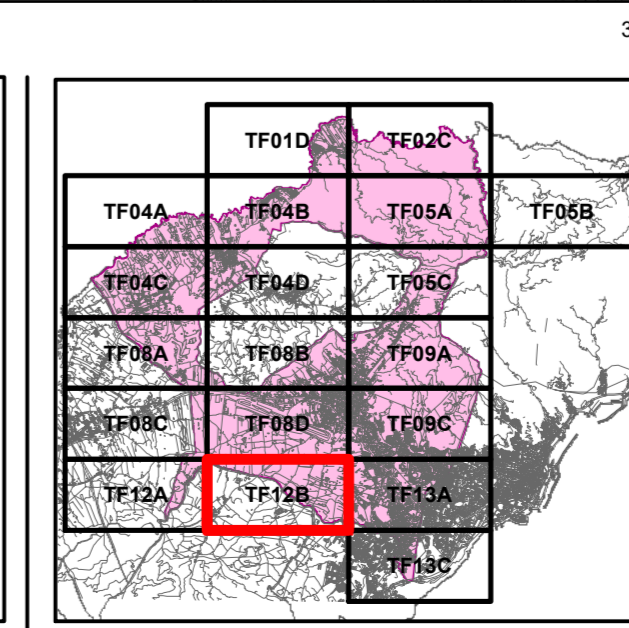 3
TF01D TF02C
TF04A TF04B TF05A TF05B
TF04C TF04D TF05C
TF08A TF08B TF09A
TF08C TF08D TF09C
TF12A TF12B TF13A
TF13C